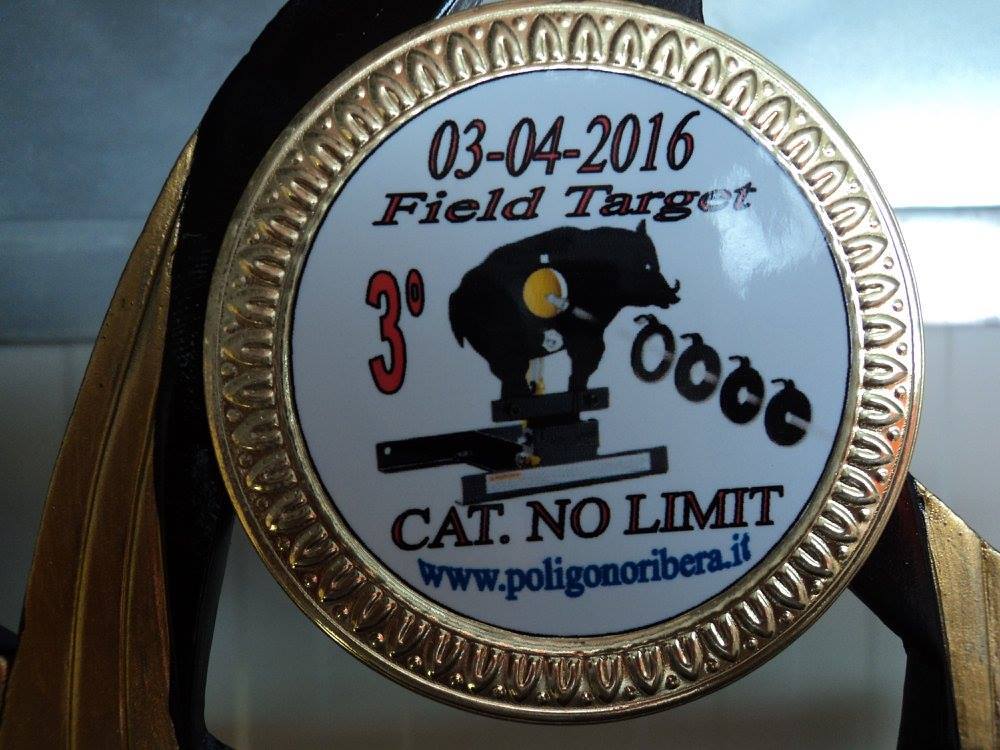 03-04-2016
Field Target
3°
CAT. NO LIMIT
www.poligonoribera.it